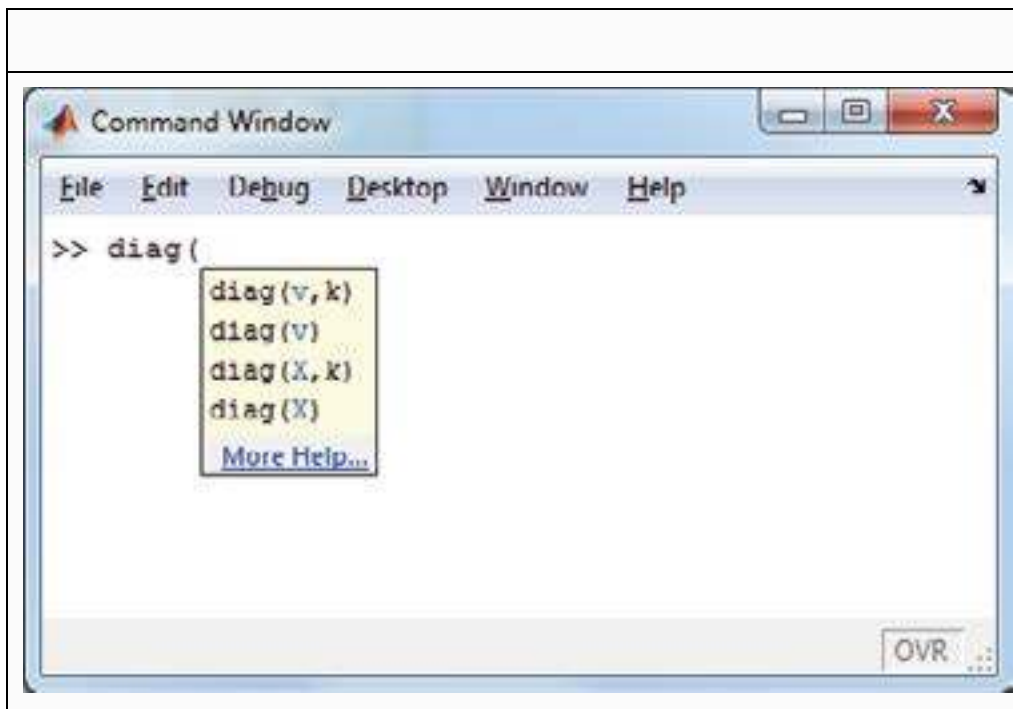 Command Window
File Edit Debug Desktop Window Help
>> diag(
diag(v,k)
diag(v)
diag(X,k)
diag(X)
More Help...
OVR